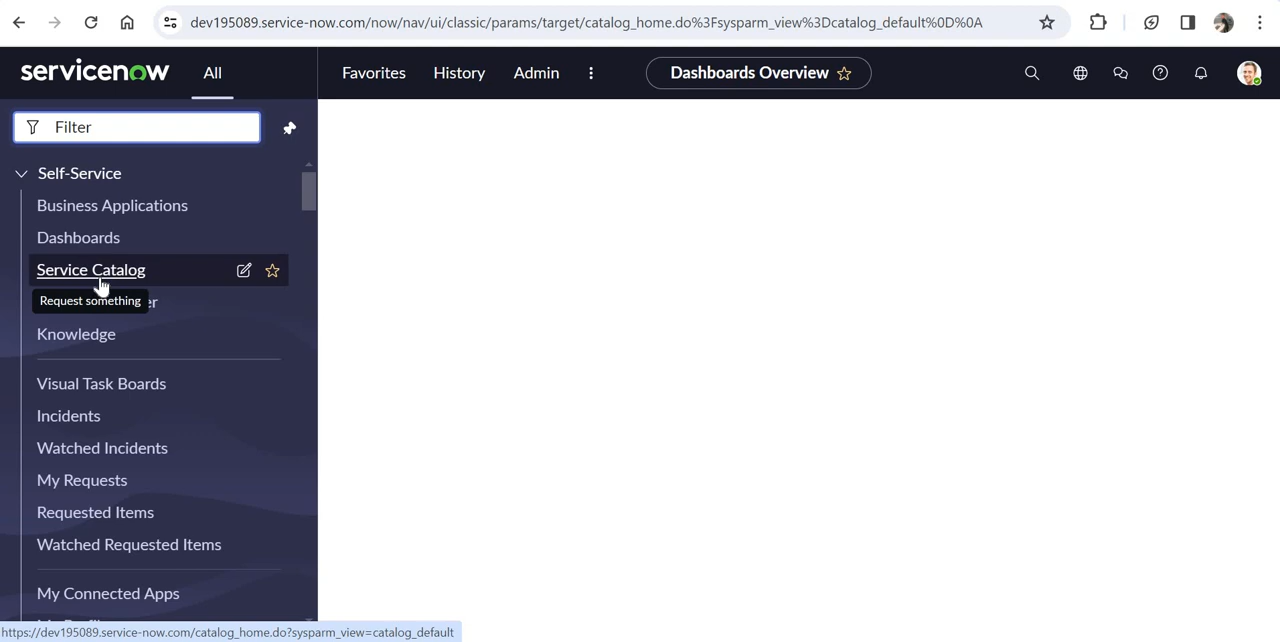 dev195089.service-now.com/now/nav/ui/classic/params/target/catalog_home.do%3Fsysparm_view%3Dcatalog_default%0D%0A
servicenow
All
Favorites
History
Admin
Dashboards Overview
Filter
Self-Service
Business Applications
Dashboards
Service Catalog
Request something
Knowledge
Visual Task Boards
Incidents
Watched Incidents
My Requests
Requested Items
Watched Requested Items
My Connected Apps
https://dev195089.service-now.com/catalog_home.do?sysparm_view=catalog_default